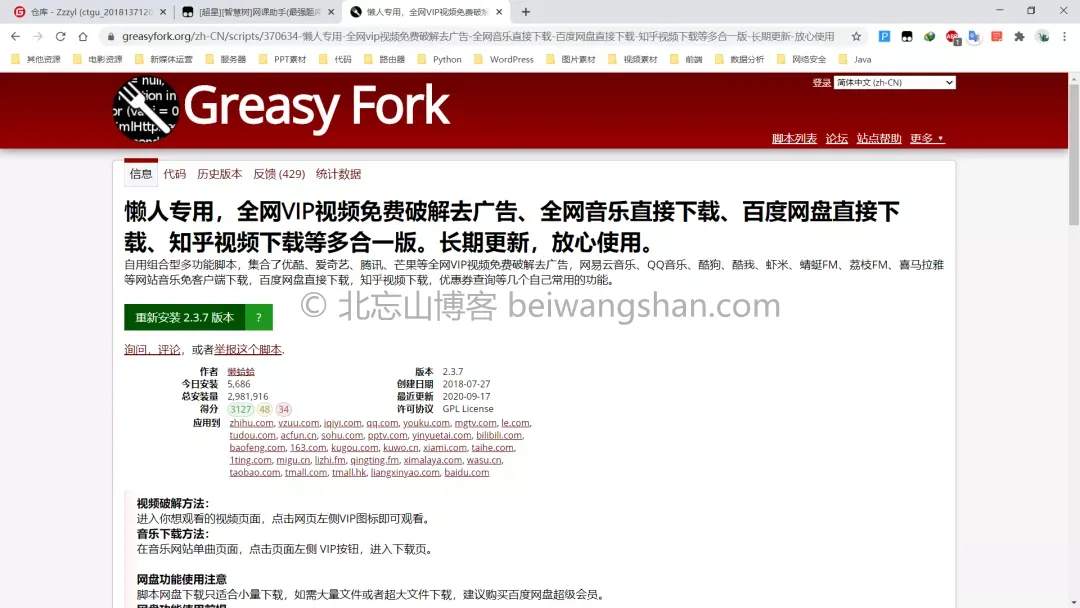 仓库 - Zzzyl (ctgu_201813712C
[超星][智慧树]网课助手(最强题库
懒人专用，全网VIP视频免费破解
greasyfork.org/zh-CN/scripts/370634-懒人专用-全网vip视频免费破解去广告-全网音乐直接下载-百度网盘直接下载-知乎视频下载等多合一版-长期更新-放心使用
其他资源 电影资源 新媒体运营 服务器 PPT素材 代码 路由器 Python WordPress 图片素材 视频素材 前端 数据分析 网络安全 Java
null,
tion in
or (va i = 0
mlHttp
Greasy Fork
登录 简体中文 (zh-CN)
脚本列表 论坛 站点帮助 更多
信息 代码 历史版本 反馈 (429) 统计数据
懒人专用，全网VIP视频免费破解去广告、全网音乐直接下载、百度网盘直接下
载、知乎视频下载等多合一版。长期更新，放心使用。
自用组合型多功能脚本，集合了优酷、爱奇艺、腾讯、芒果等全网VIP视频免费破解去广告，网易云音乐、QQ音乐、酷狗、酷我、虾米、蜻蜓FM、荔枝FM、喜马拉雅
等网站音乐免客户端下载，百度网盘直接下载，知乎视频下载，优惠券查询等几个自己常用的功能。
© 北忘山博客 beiwangshan.com
重新安装 2.3.7 版本 ?
询问，评论，或者举报这个脚本.
作者 懒蛤蛤
今日安装 5,686
总安装量 2,981,916
得分 3127 48 34
版本 2.3.7
创建日期 2018-07-27
最近更新 2020-09-17
许可协议 GPL License
应用到 zhihu.com, vzuu.com, iqiyi.com, qq.com, youku.com, mgtv.com, le.com,
tudou.com, acfun.cn, sohu.com, pptv.com, yinyuetai.com, bilibili.com,
baofeng.com, 163.com, kugou.com, kuwo.cn, xiami.com, taihe.com,
1ting.com, migu.cn, lizhi.fm, qingting.fm, ximalaya.com, wasu.cn,
taobao.com, tmall.com, tmall.hk, liangxinyao.com, baidu.com
视频破解方法：
进入你想观看的视频页面，点击网页左侧VIP图标即可观看。
音乐下载方法：
在音乐网站单曲页面，点击页面左侧 VIP按钮，进入下载页。
网盘功能使用注意
脚本网盘下载只适合小量下载，如需大量文件或者超大文件下载，建议购买百度网盘超级会员。